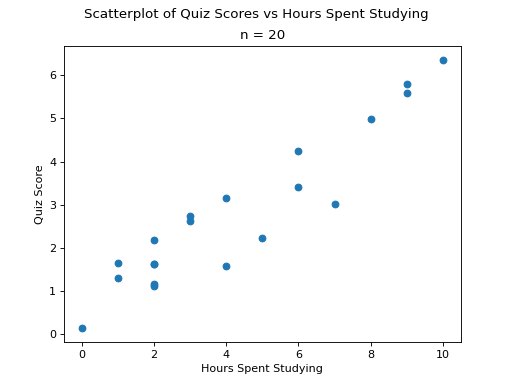 Scatterplot of Quiz Scores vs Hours Spent Studying
n = 20
6
5
4
3
2
1
0
Quiz Score
0 2 4 6 8 10
Hours Spent Studying